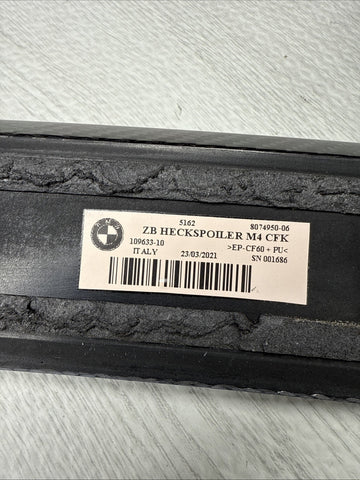 5162 8074950-06
ZB HECKSPOILER M4 CFK
109633-10 >EP-CF60 + PU<
ITALY 23/03/2021 SN 001686